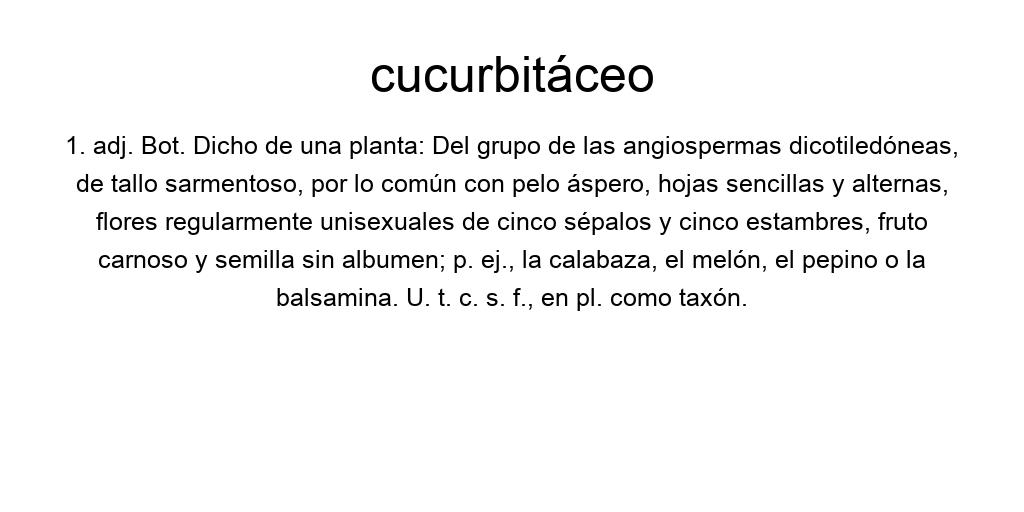 cucurbitáceo
1. adj. Bot. Dicho de una planta: Del grupo de las angiospermas dicotiledóneas,
de tallo sarmentoso, por lo común con pelo áspero, hojas sencillas y alternas,
flores regularmente unisexuales de cinco sépalos y cinco estambres, fruto
carnoso y semilla sin albumen; p. ej., la calabaza, el melón, el pepino o la
balsamina. U. t. c. s. f., en pl. como taxón.